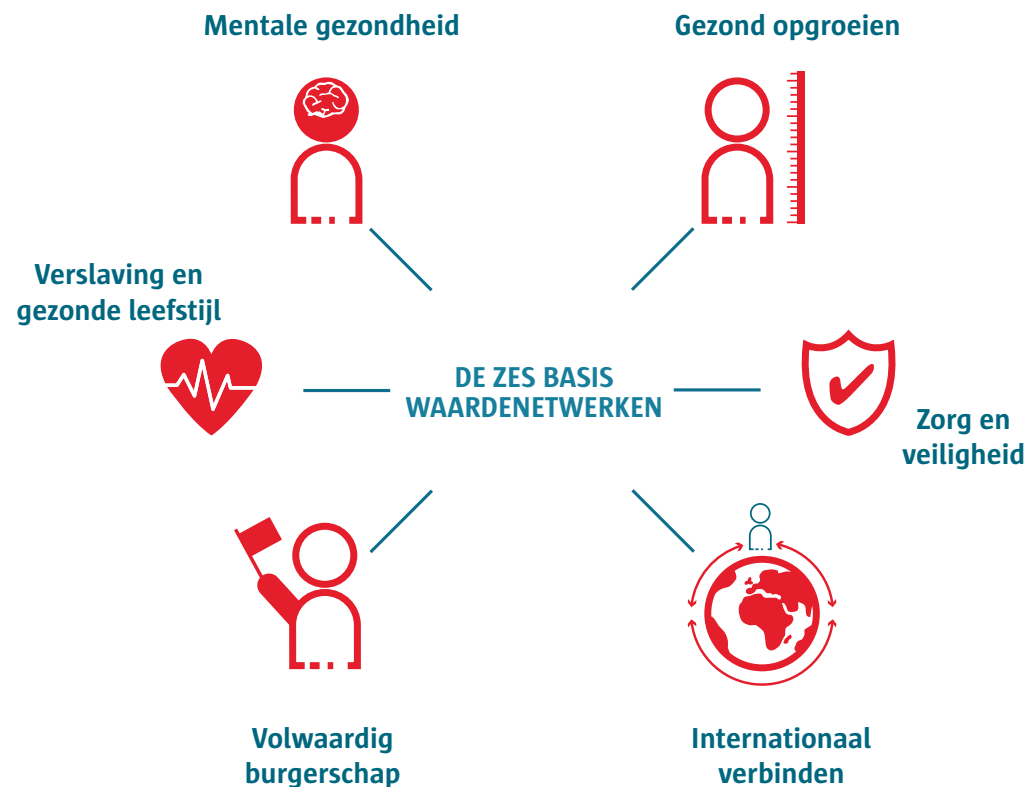 Mentale gezondheid
Gezond opgroeien
Verslaving en
gezonde leefstijl
DE ZES BASIS
WAARDENETWERKEN
Zorg en
veiligheid
Volwaardig
burgerschap
Internationaal
verbinden